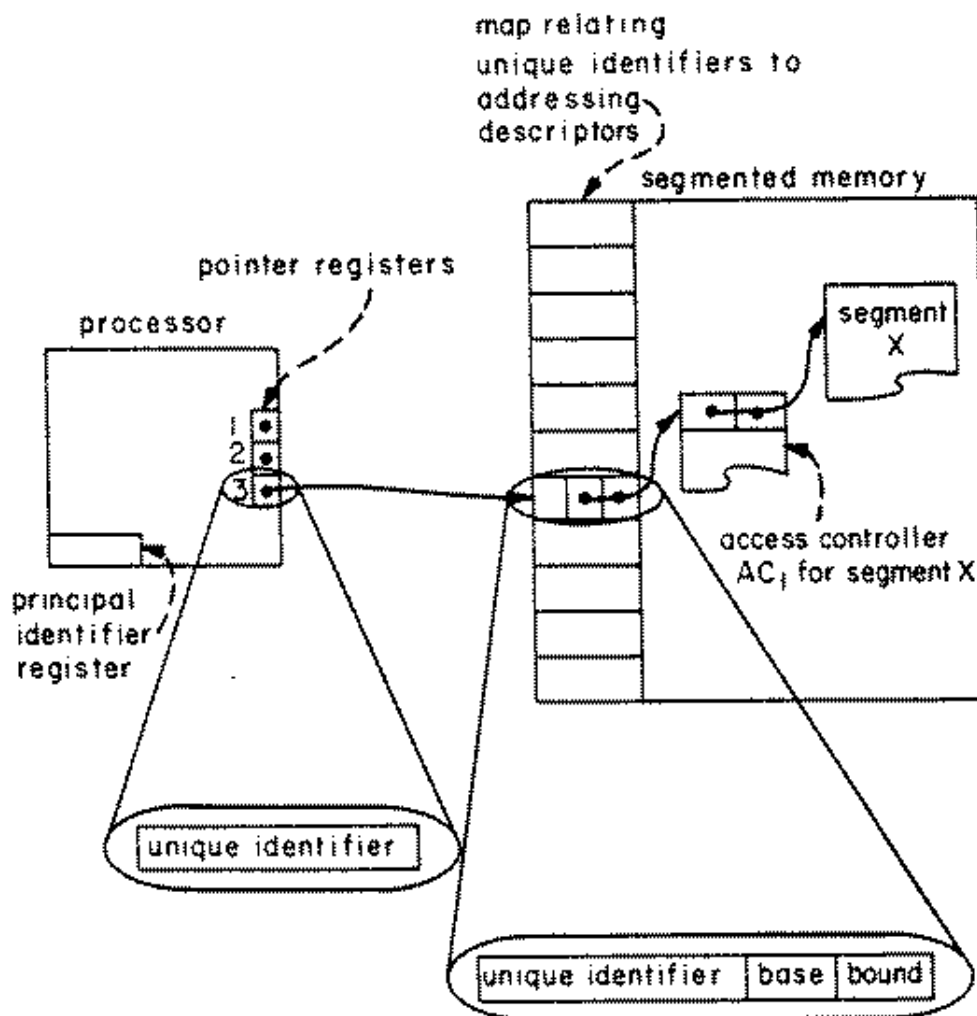 map relating
unique identifiers to
addressing
descriptors
segmented memory
pointer registers
processor
segment
X
1
2
3
access controller
AC1 for segment X
principal
identifier
register
unique identifier
unique identifier base bound